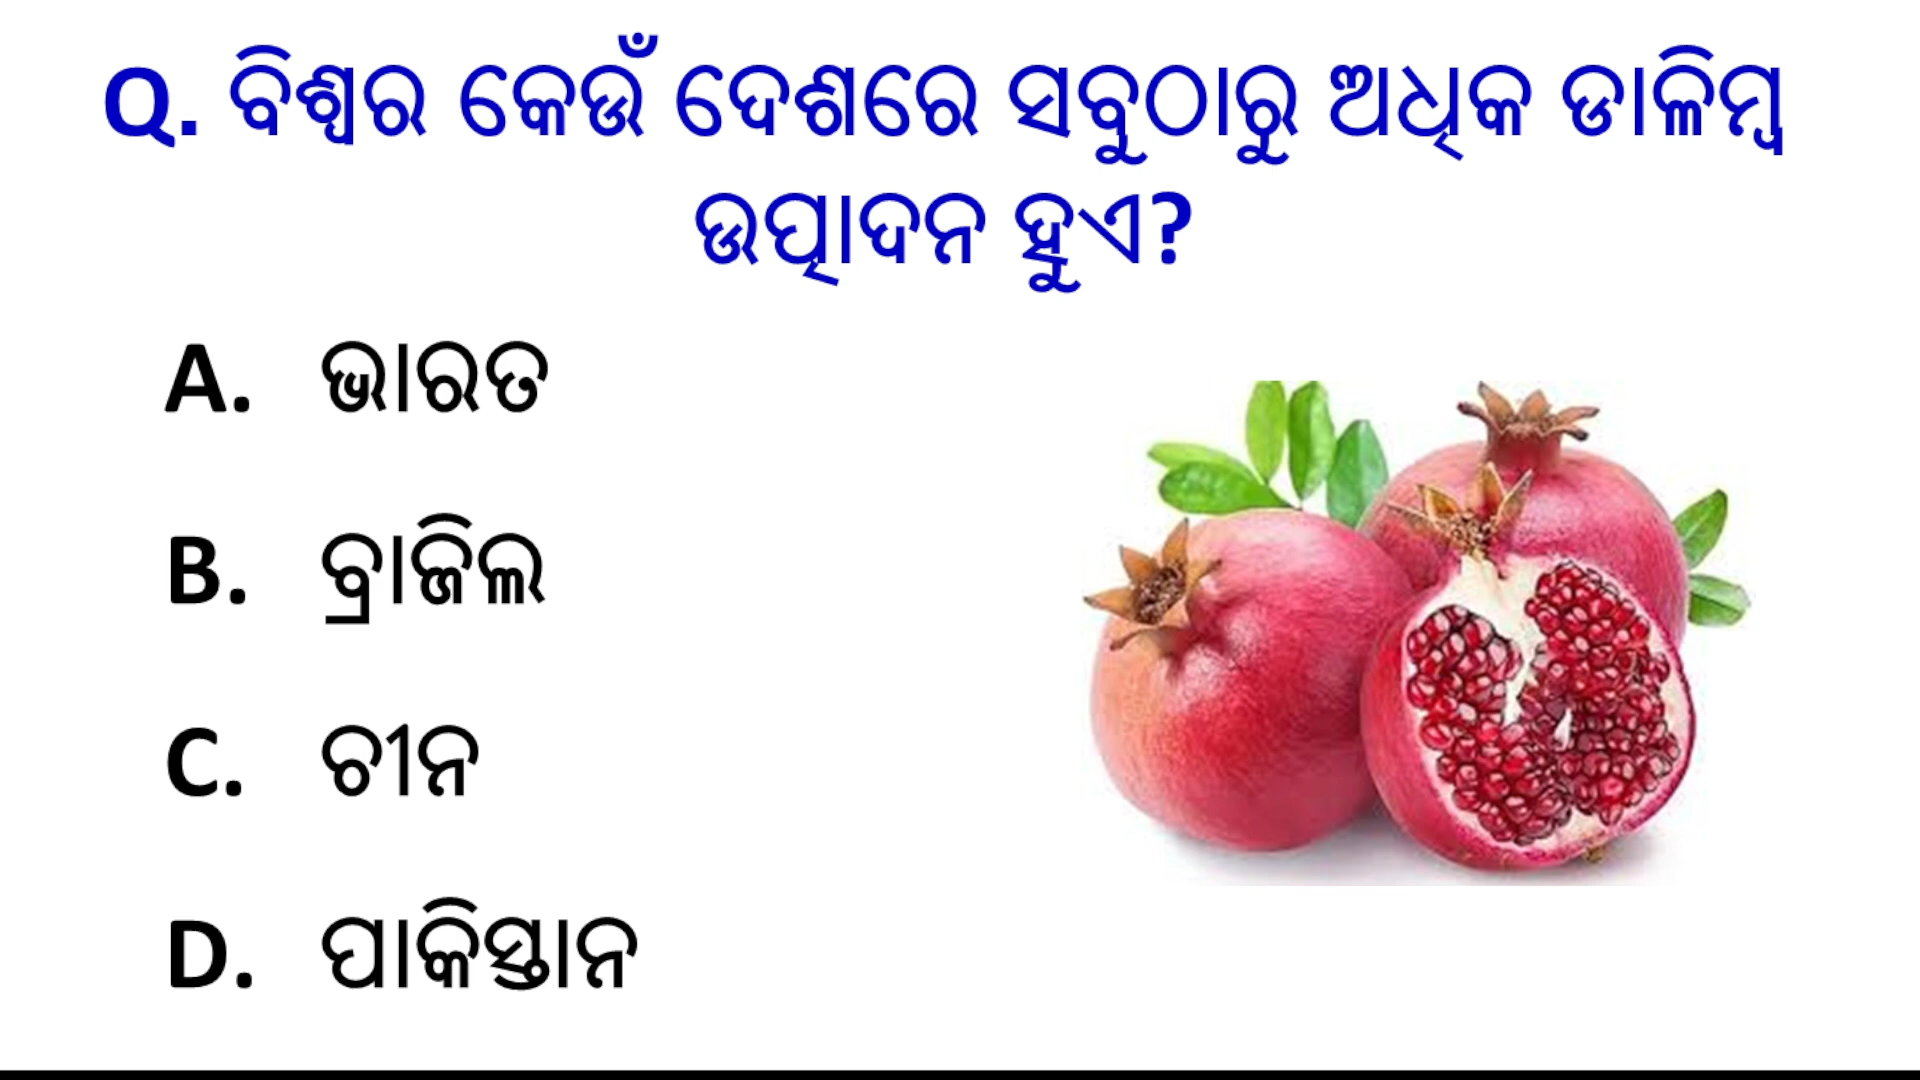 Q. ବିଶ୍ୱର କେଉଁ ଦେଶରେ ସବୁଠାରୁ ଅଧିକ ଡାଳିମ୍ବ
ଉତ୍ପାଦନ ହୁଏ?
A. ଭାରତ
B. ବ୍ରାଜିଲ
C. ଚୀନ
D. ପାକିସ୍ତାନ